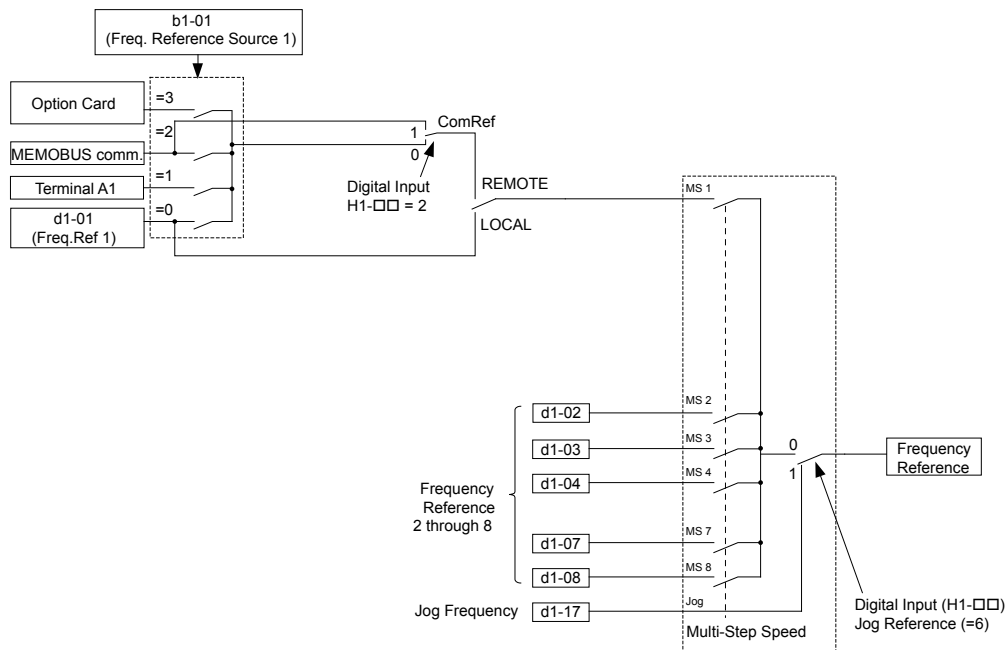 b1-01
(Freq. Reference Source 1)
Option Card
=3
=2
MEMOBUS comm.
=1
Terminal A1
=0
d1-01
(Freq.Ref 1)
1
0
ComRef
Digital Input
H1-□□ = 2
REMOTE
LOCAL
MS 1
MS 2
d1-02
MS 3
d1-03
MS 4
d1-04
Frequency
Reference
2 through 8
MS 7
d1-07
MS 8
d1-08
Jog Frequency
d1-17
Jog
Multi-Step Speed
0
1
Frequency
Reference
Digital Input (H1-□□)
Jog Reference (=6)